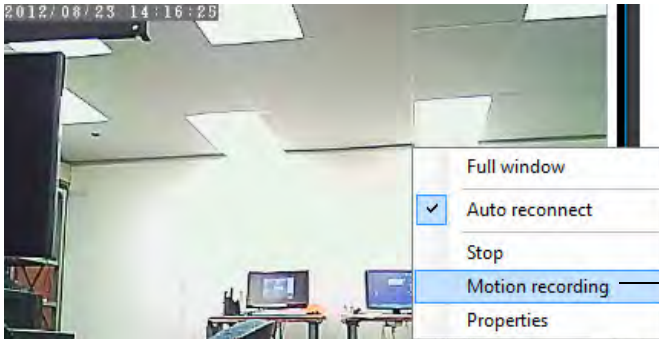 2012/08/23 14:16:25
Full window
Auto reconnect
Stop
Motion recording
Properties